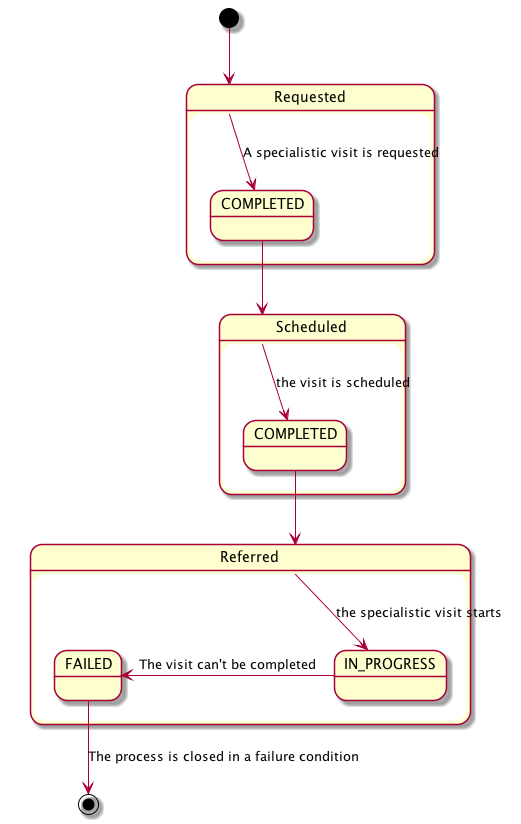 Requested
A specialistic visit is requested
COMPLETED
Scheduled
the visit is scheduled
COMPLETED
Referred
the specialistic visit starts
FAILED
The visit can't be completed
IN_PROGRESS
The process is closed in a failure condition